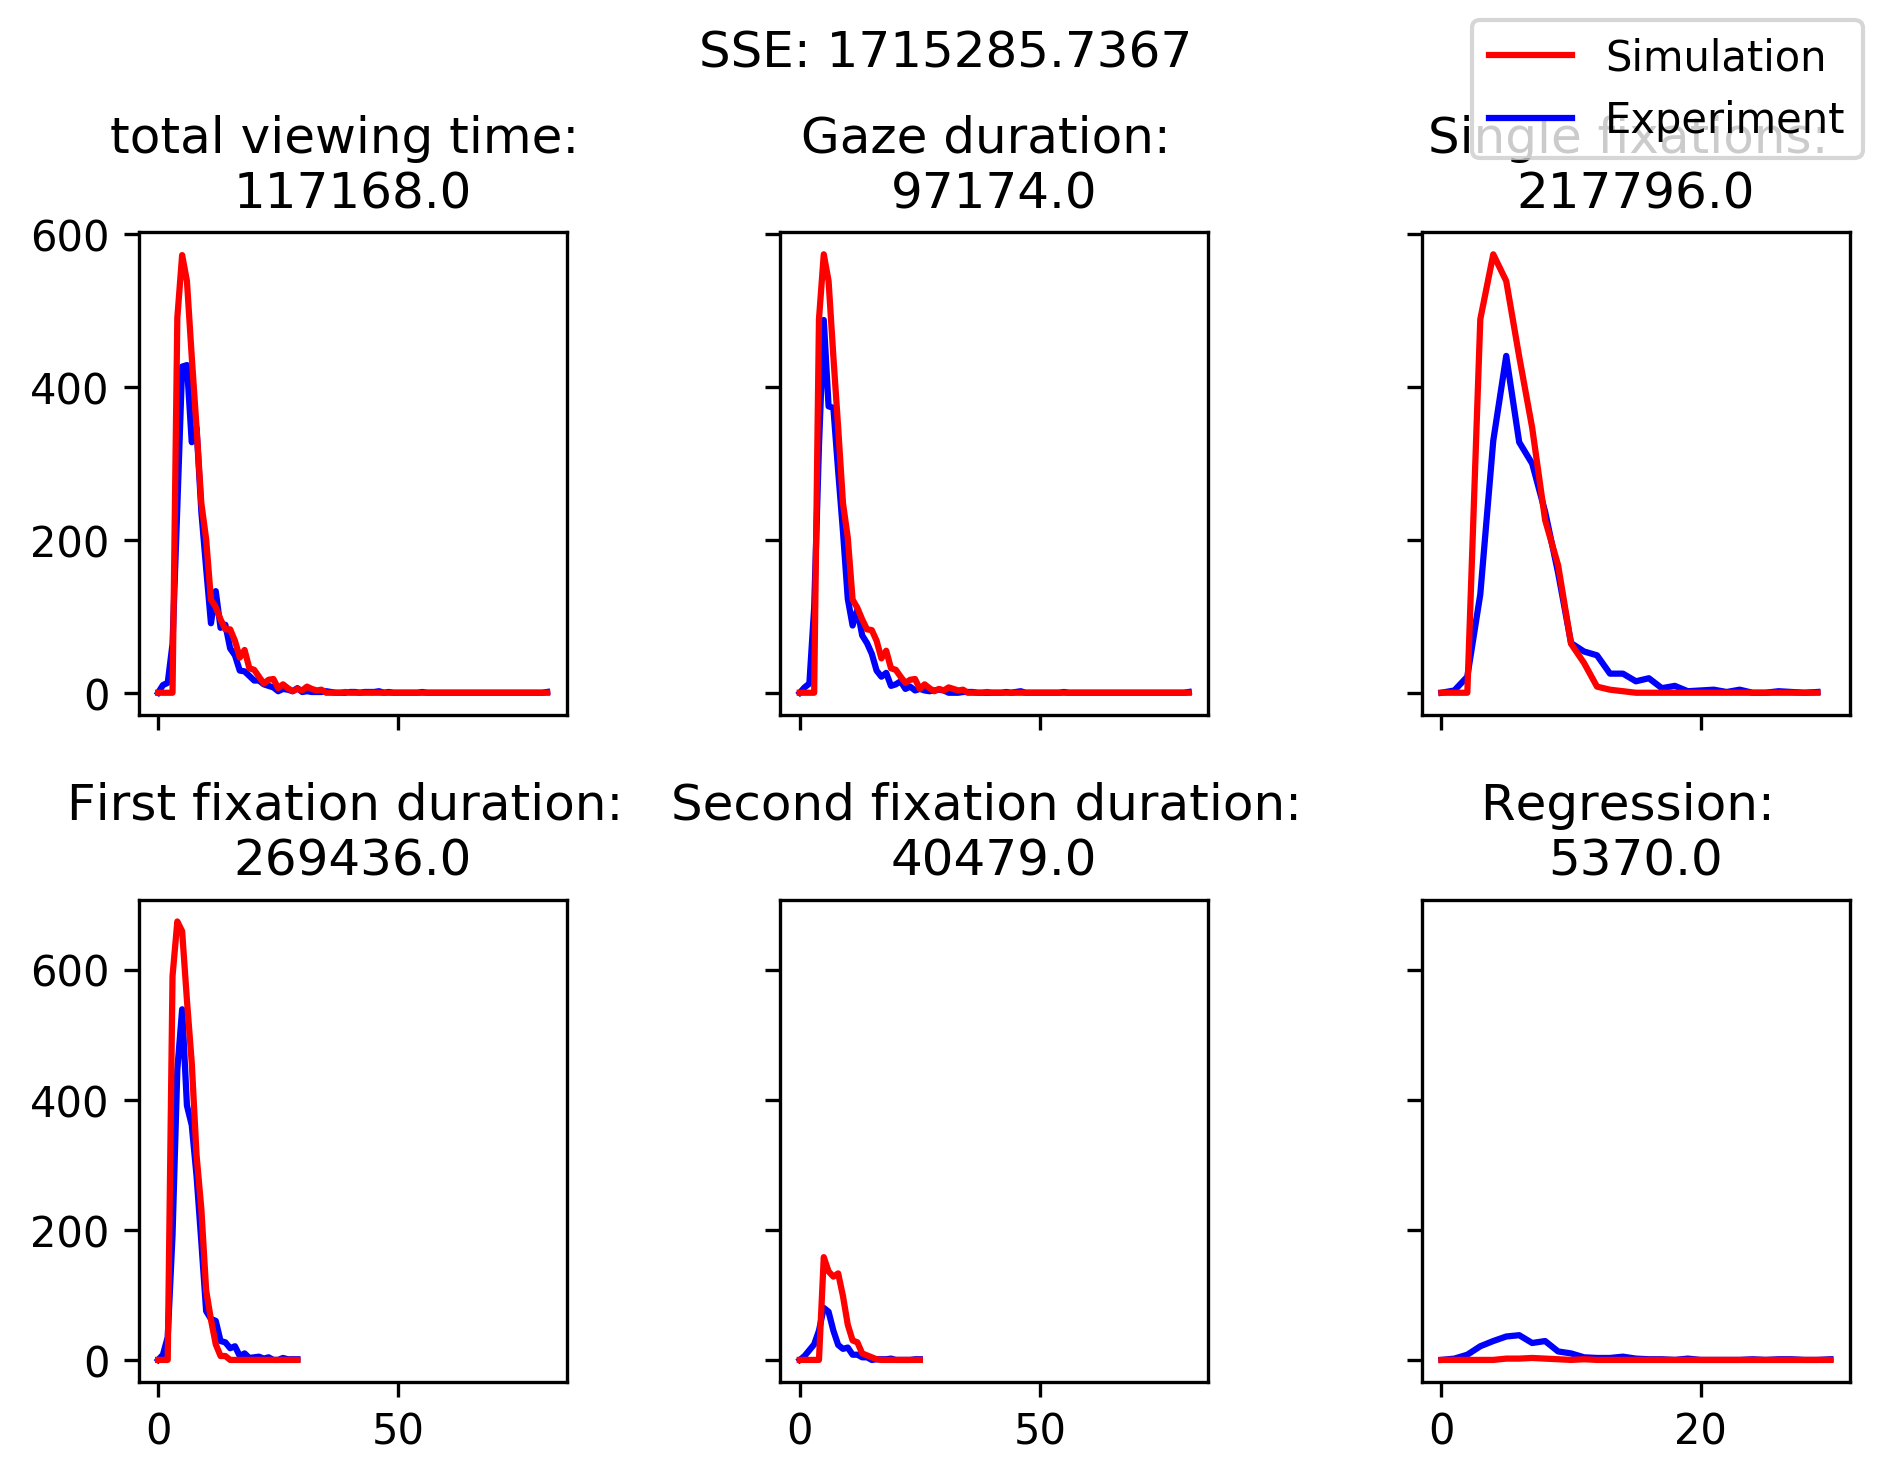 SSE: 1715285.7367
Simulation
Experiment
total viewing time:
117168.0
Gaze duration:
97174.0
Single fixations:
217796.0
600
400
200
0
First fixation duration:
269436.0
Second fixation duration:
40479.0
Regression:
5370.0
600
400
200
0
0 50
0 50
0 20